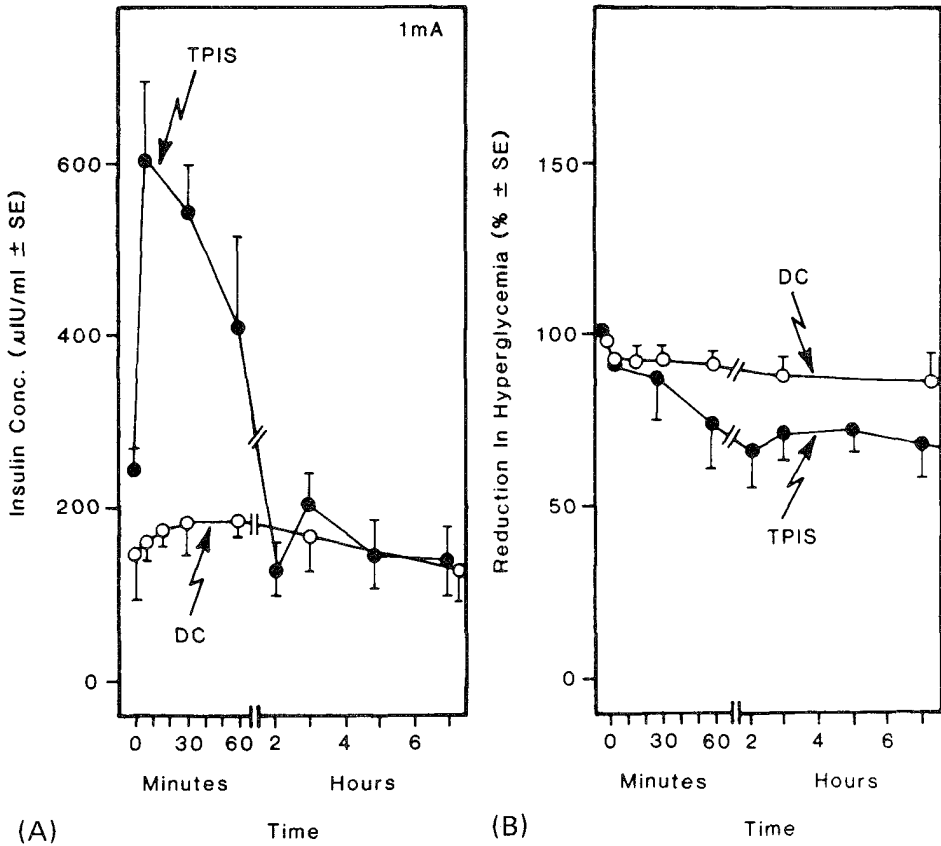 1mA
TPIS
DC
600
400
200
0
Insulin Conc. (μIU/ml ± SE)
0 30 60 2 4 6
Minutes Hours
(A) Time
Reduction In Hyperglycemia (% ± SE)
150
100
50
0
DC
TPIS
0 30 60 2 4 6
Minutes Hours
(B) Time